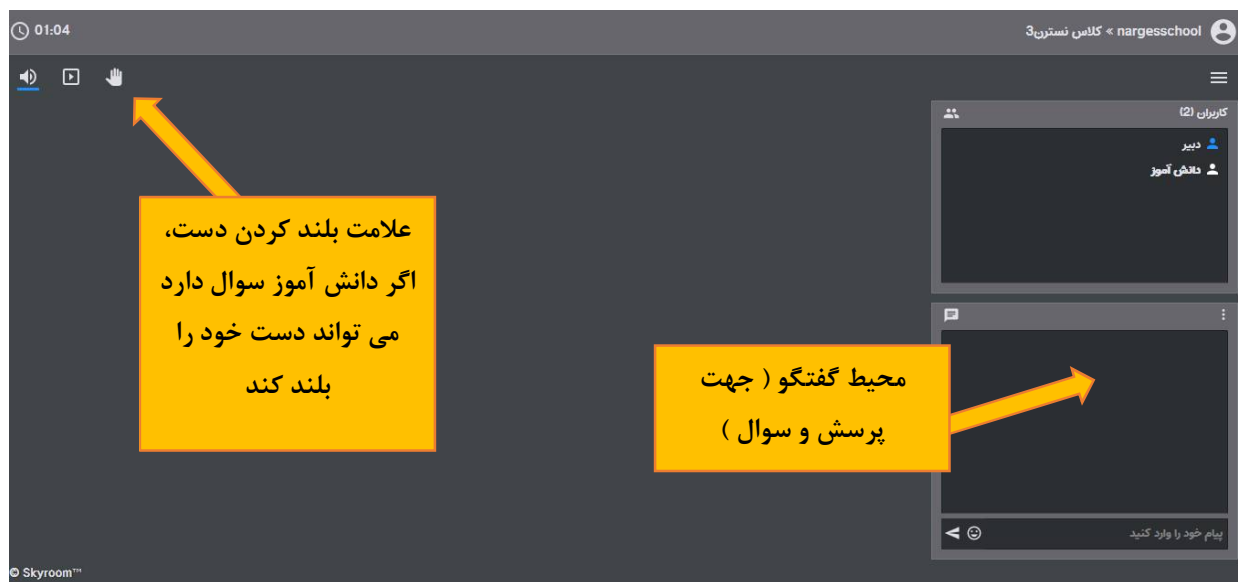 01:04
nargesschool » کلاس نسترن3
کاربران (2)
دبیر
دانش آموز
علامت بلند کردن دست،
اگر دانش آموز سوال دارد
می تواند دست خود را
بلند کند
محیط گفتگو ( جهت
پرسش و سوال )
پیام خود را وارد کنید
© Skyroom™